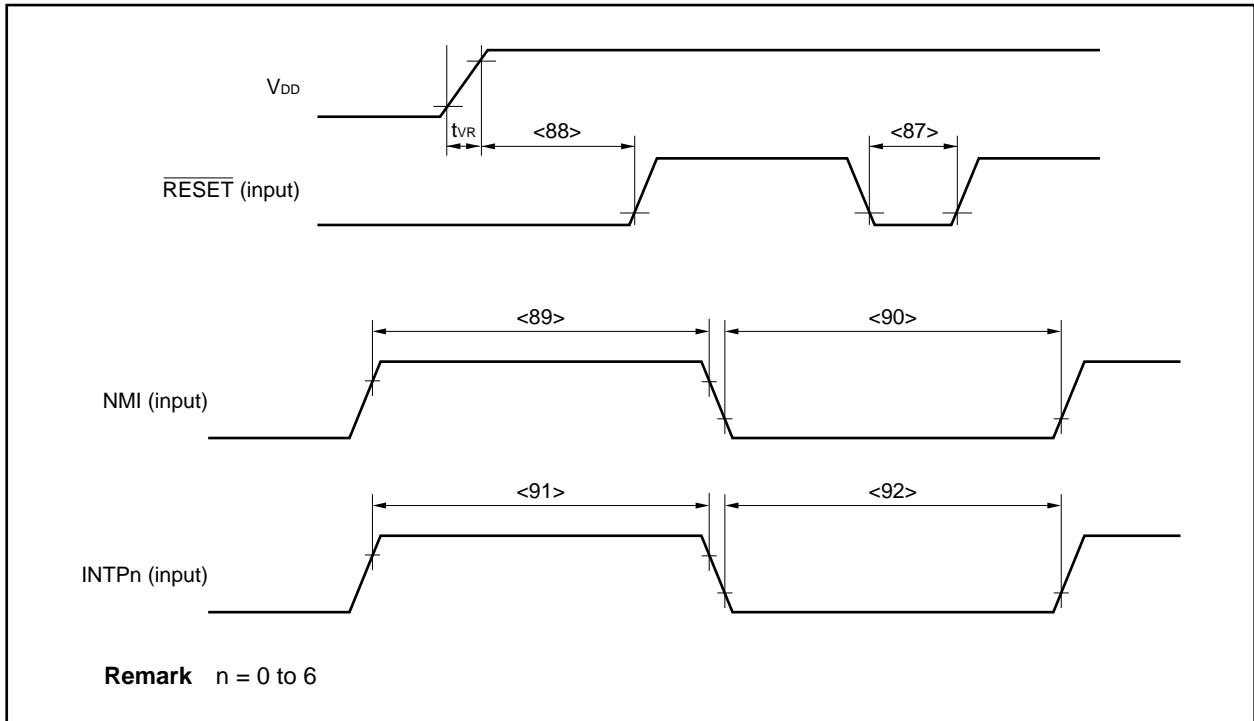 VDD
tVR
<88>
<87>
RESET (input)
<89>
<90>
NMI (input)
<91>
<92>
INTPn (input)
Remark n = 0 to 6